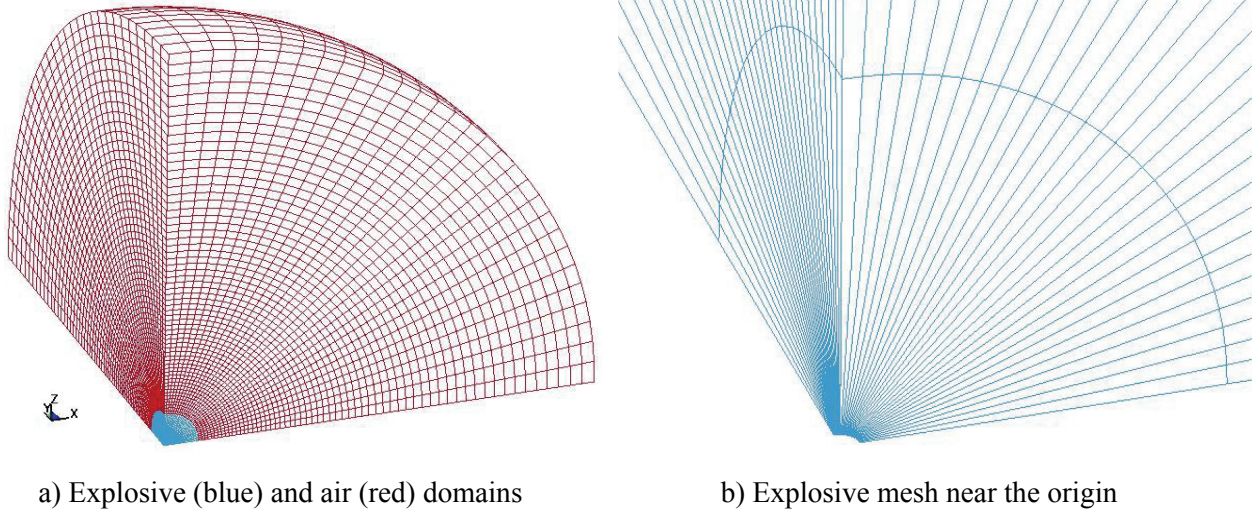 Z
Y
X
a) Explosive (blue) and air (red) domains
b) Explosive mesh near the origin